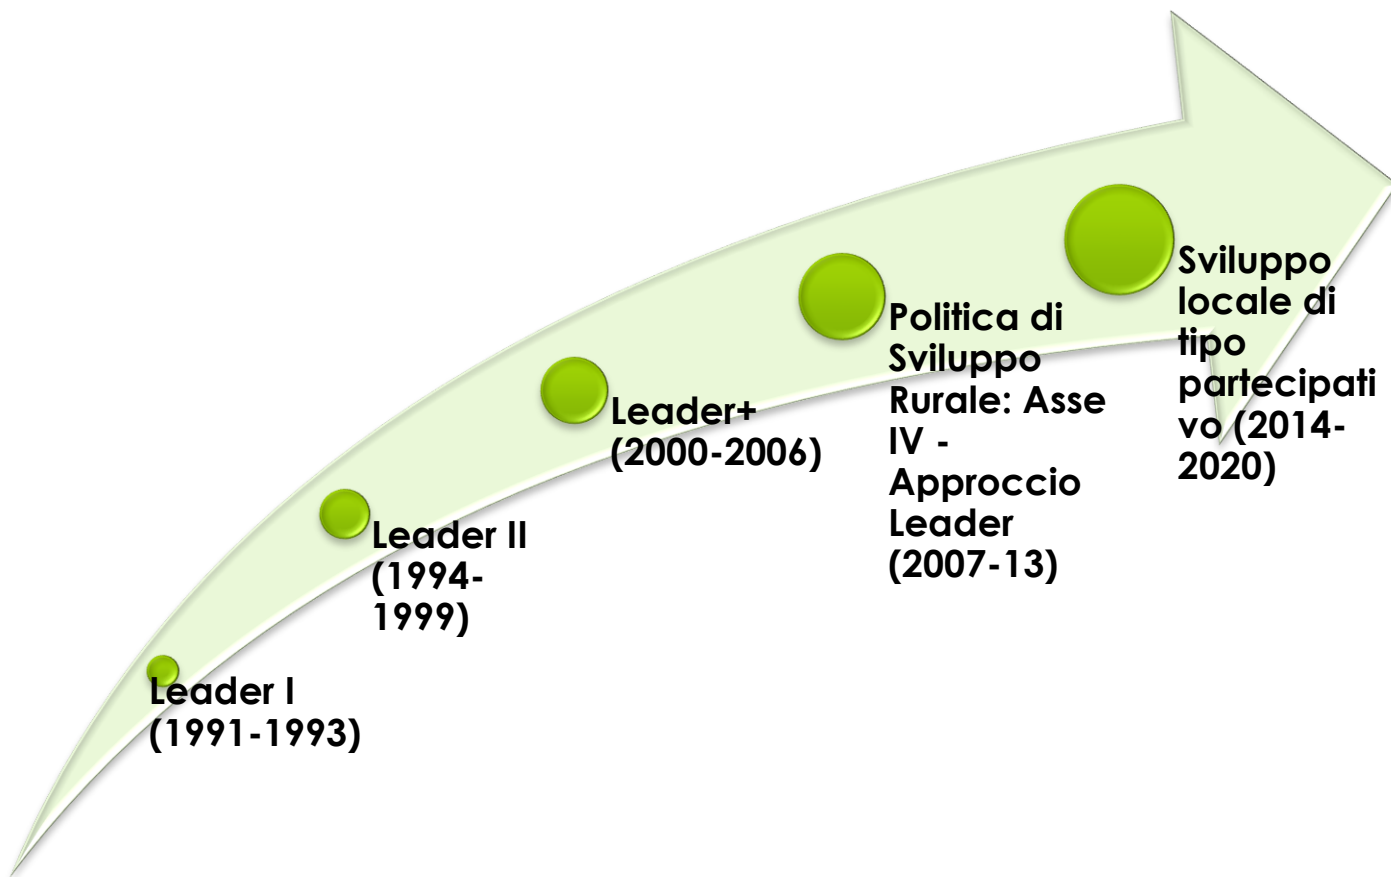 Leader I
(1991-1993)
Leader II
(1994-
1999)
Leader+
(2000-2006)
Politica di
Sviluppo
Rurale: Asse
IV -
Approccio
Leader
(2007-13)
Sviluppo
locale di
tipo
partecipati
vo (2014-
2020)